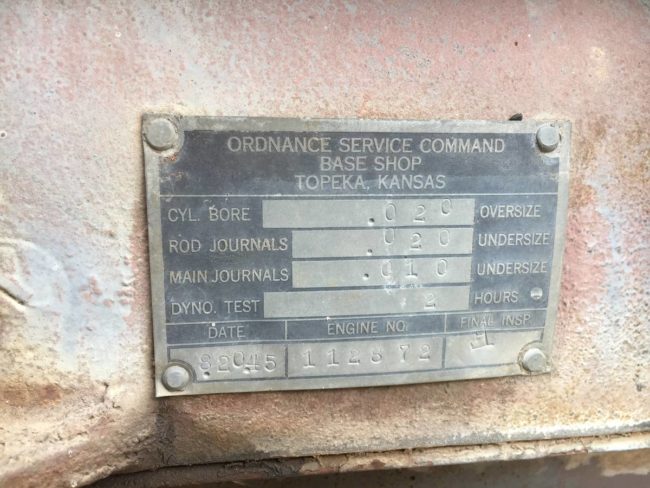 ORDNANCE SERVICE COMMAND
BASE SHOP
TOPEKA, KANSAS
CYL. BORE .020 OVERSIZE
ROD JOURNALS .020 UNDERSIZE
MAIN JOURNALS .010 UNDERSIZE
DYNO. TEST 2 HOURS
DATE ENGINE NO. FINAL INSP.
82045 112872